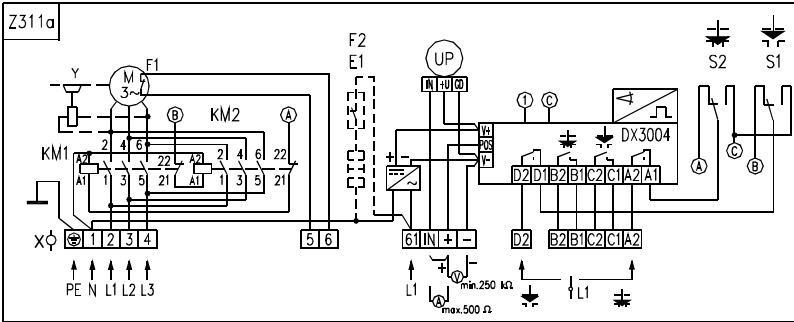 Z311a
F2
E1
F1
M
3~
Y
UP
IN +U GD
S2 S1
B A
KM2
1 C
V+
POS
V-
DX3004
2 4 6
KM1
A2
A1
1 3 5
22
21
A2
A1
2 4 6
1 3 5
22
21
+ -
D2 D1 B2 B1 C2 C1 A2 A1
A C B
X
1 2 3 4
5 6
61 IN + -
D2
B2 B1 C2 C1 A2
PE N L1 L2 L3
L1
+ V -
min.250 kΩ
A
max.500 Ω
L1